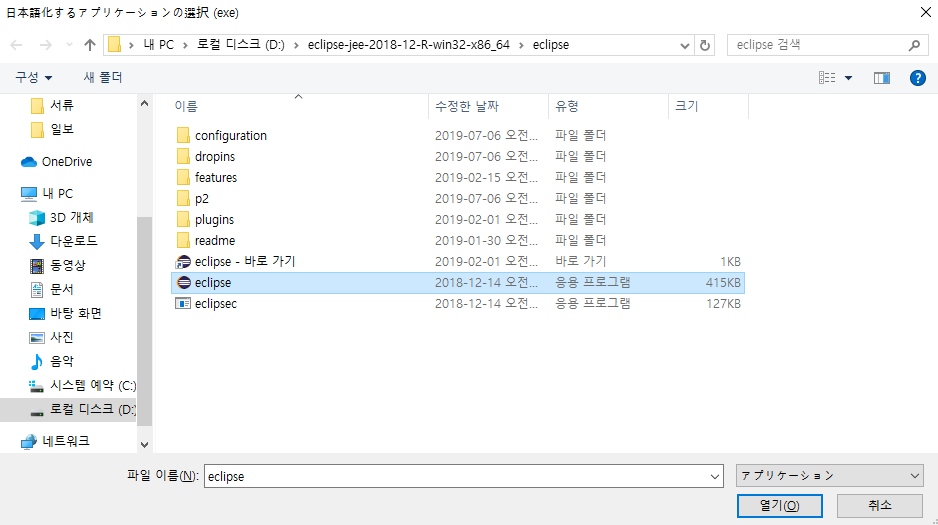 日本語化するアプリケーションの選択 (exe)
내 PC > 로컬 디스크 (D:) > eclipse-jee-2018-12-R-win32-x86_64 > eclipse
eclipse 검색
구성
새 폴더
서류
일보
OneDrive
내 PC
3D 개체
다운로드
동영상
문서
바탕 화면
사진
음악
시스템 예약 (C:)
로컬 디스크 (D:)
네트워크
이름 수정한 날짜 유형 크기
configuration 2019-07-06 오전... 파일 폴더
dropins 2019-07-06 오전... 파일 폴더
features 2019-02-15 오전... 파일 폴더
p2 2019-07-06 오전... 파일 폴더
plugins 2019-02-01 오전... 파일 폴더
readme 2019-01-30 오전... 파일 폴더
eclipse - 바로 가기 2019-02-01 오전... 바로 가기 1KB
eclipse 2018-12-14 오전... 응용 프로그램 415KB
eclipsec 2018-12-14 오전... 응용 프로그램 127KB
파일 이름(N): eclipse
アプリケーション
열기(O)
취소